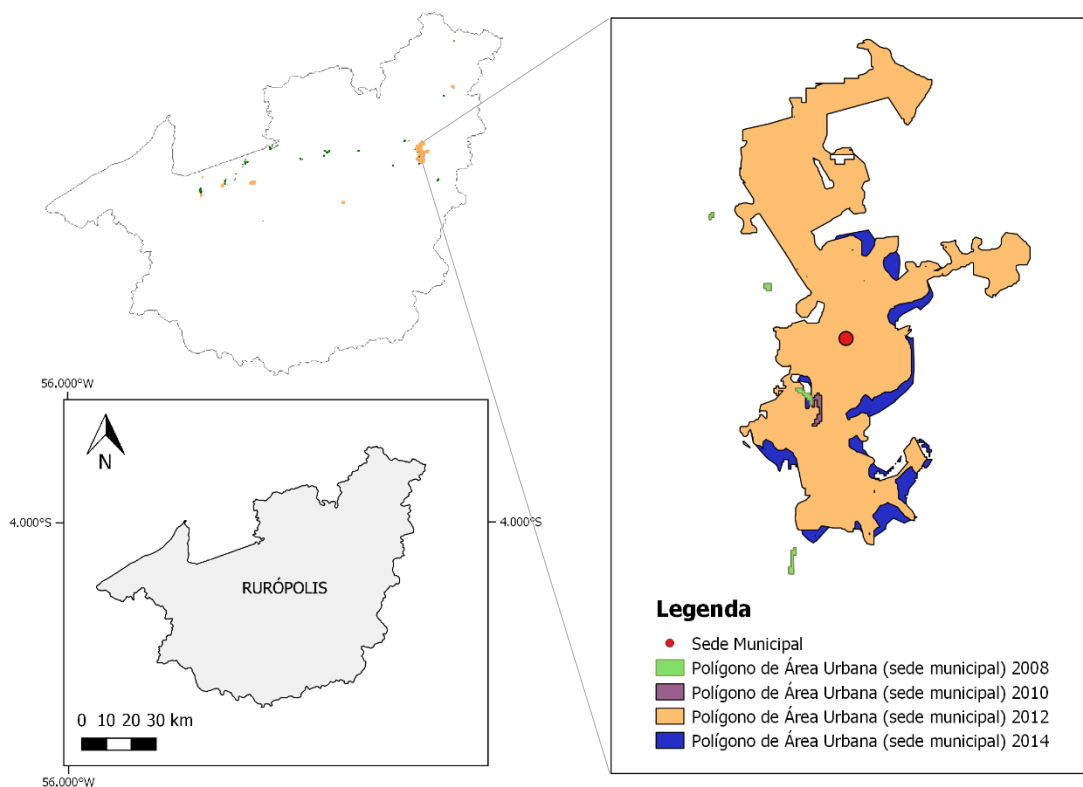 56.000°W
N
4.000°S
4.000°S
RURÓPOLIS
0 10 20 30 km
56.000°W
Legenda
Sede Municipal
Polígono de Área Urbana (sede municipal) 2008
Polígono de Área Urbana (sede municipal) 2010
Polígono de Área Urbana (sede municipal) 2012
Polígono de Área Urbana (sede municipal) 2014